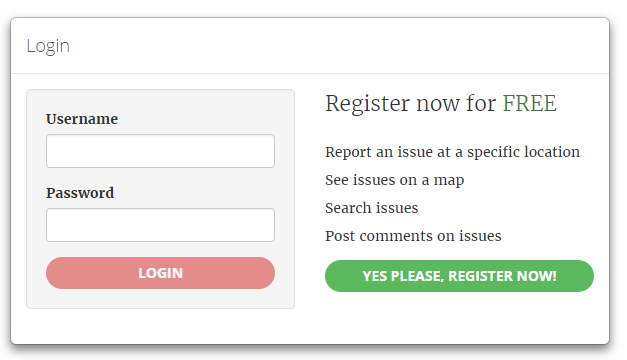 Login
Username
Password
LOGIN
Register now for FREE
Report an issue at a specific location
See issues on a map
Search issues
Post comments on issues
YES PLEASE, REGISTER NOW!